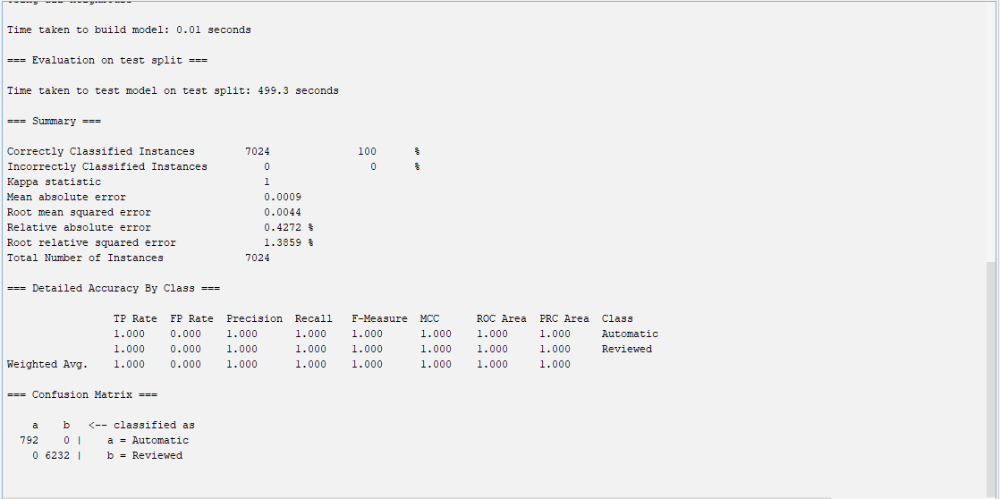 Time taken to build model: 0.01 seconds
=== Evaluation on test split ===
Time taken to test model on test split: 499.3 seconds
=== Summary ===
Correctly Classified Instances 7024 100 %
Incorrectly Classified Instances 0 0 %
Kappa statistic 1
Mean absolute error 0.0009
Root mean squared error 0.0044
Relative absolute error 0.4272 %
Root relative squared error 1.3859 %
Total Number of Instances 7024
=== Detailed Accuracy By Class ===
TP Rate FP Rate Precision Recall F-Measure MCC ROC Area PRC Area Class
1.000 0.000 1.000 1.000 1.000 1.000 1.000 1.000 Automatic
1.000 0.000 1.000 1.000 1.000 1.000 1.000 1.000 Reviewed
Weighted Avg. 1.000 0.000 1.000 1.000 1.000 1.000 1.000 1.000
=== Confusion Matrix ===
a b <-- classified as
792 0 | a = Automatic
0 6232 | b = Reviewed